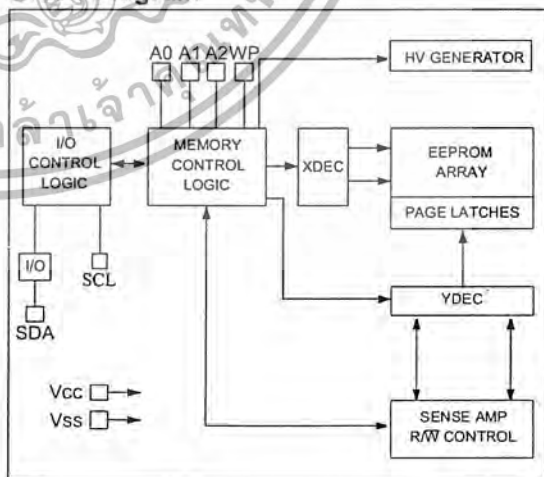 A0 A1 A2 WP
HV GENERATOR
I/O
CONTROL
LOGIC
MEMORY
CONTROL
LOGIC
XDEC
EEPROM
ARRAY
PAGE LATCHES
I/O
SCL
SDA
YDEC
Vcc
Vss
SENSE AMP
R/W̅ CONTROL